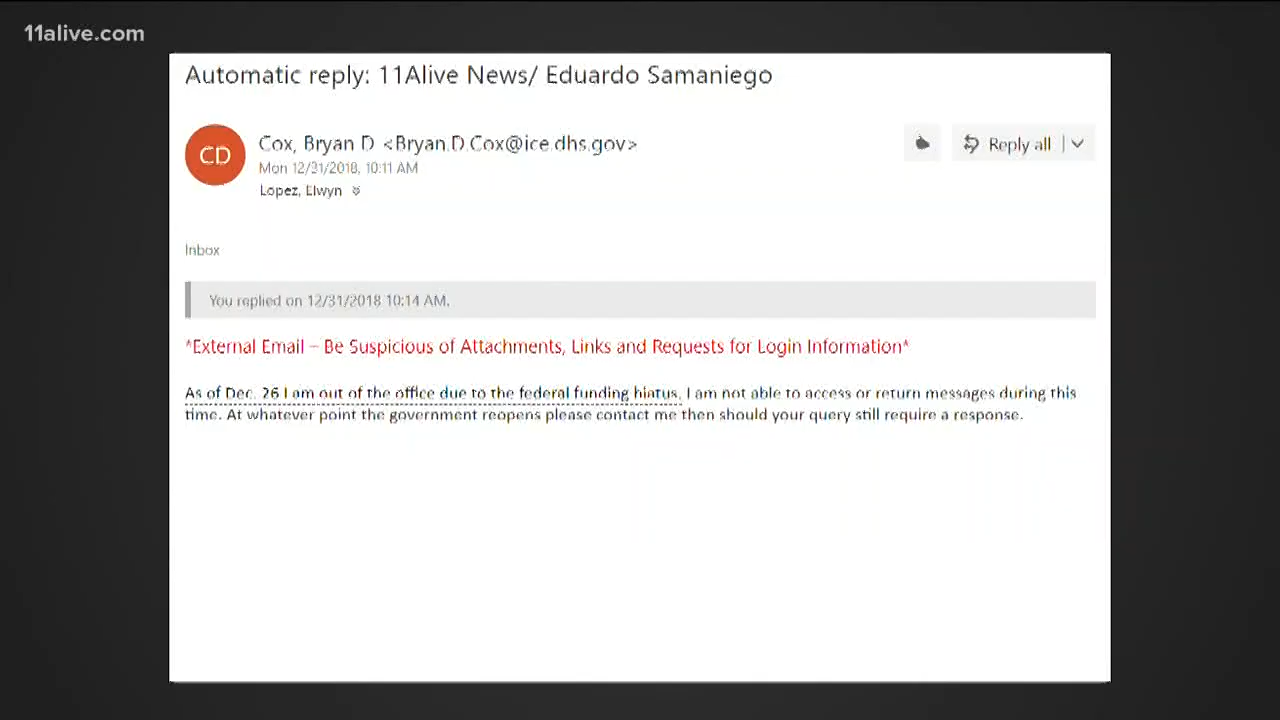 11alive.com
Automatic reply: 11Alive News/ Eduardo Samaniego
CD
Cox, Bryan D <Bryan.D.Cox@ice.dhs.gov>
Reply all
Mon 12/31/2018, 10:11 AM
Lopez, Elwyn
Inbox
You replied on 12/31/2018 10:14 AM.
*External Email – Be Suspicious of Attachments, Links and Requests for Login Information*
As of Dec. 26 I am out of the office due to the federal funding hiatus. I am not able to access or return messages during this
time. At whatever point the government reopens please contact me then should your query still require a response.